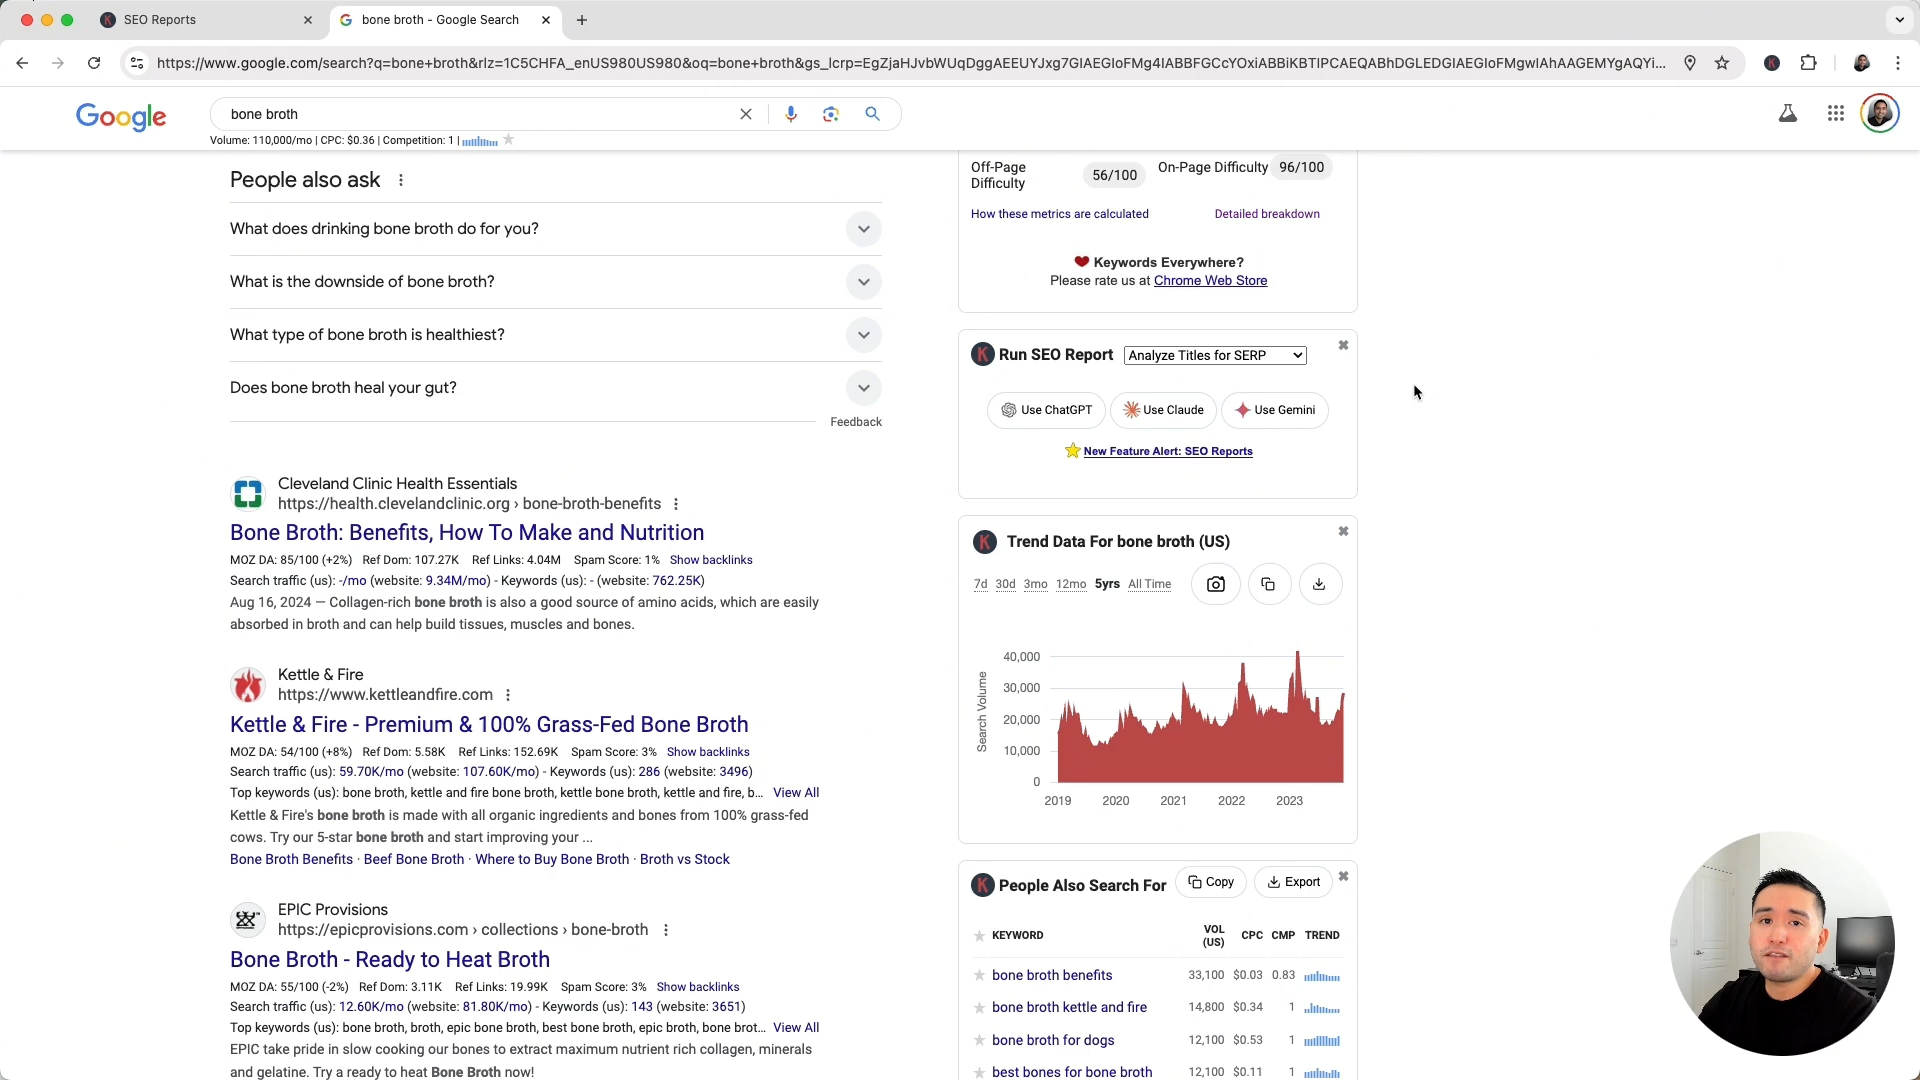 SEO Reports
bone broth - Google Search
https://www.google.com/search?q=bone+broth&rlz=1C5CHFA_enUS980US980&oq=bone+broth&gs_lcrp=EgZjaHJvbWUqDggAEEUYJxg7GIAEGIoFMg4IABBFGCcYOxiABBiKBTIPCAEQABhDGLEDGIAEGIoFMgwIAhAAGEMYgAQYi...
Google
bone broth
Volume: 110,000/mo | CPC: $0.36 | Competition: 1 |
People also ask
What does drinking bone broth do for you?
What is the downside of bone broth?
What type of bone broth is healthiest?
Does bone broth heal your gut?
Feedback
Cleveland Clinic Health Essentials
https://health.clevelandclinic.org › bone-broth-benefits
Bone Broth: Benefits, How To Make and Nutrition
MOZ DA: 85/100 (+2%) Ref Dom: 107.27K Ref Links: 4.04M Spam Score: 1% Show backlinks
Search traffic (us): -/mo (website: 9.34M/mo) - Keywords (us): - (website: 762.25K)
Aug 16, 2024 — Collagen-rich bone broth is also a good source of amino acids, which are easily
absorbed in broth and can help build tissues, muscles and bones.
Kettle & Fire
https://www.kettleandfire.com
Kettle & Fire - Premium & 100% Grass-Fed Bone Broth
MOZ DA: 54/100 (+8%) Ref Dom: 5.58K Ref Links: 152.69K Spam Score: 3% Show backlinks
Search traffic (us): 59.70K/mo (website: 107.60K/mo) - Keywords (us): 286 (website: 3496)
Top keywords (us): bone broth, kettle and fire bone broth, kettle bone broth, kettle and fire, b... View All
Kettle & Fire's bone broth is made with all organic ingredients and bones from 100% grass-fed
cows. Try our 5-star bone broth and start improving your ...
Bone Broth Benefits · Beef Bone Broth · Where to Buy Bone Broth · Broth vs Stock
EPIC Provisions
https://epicprovisions.com › collections › bone-broth
Bone Broth - Ready to Heat Broth
MOZ DA: 55/100 (-2%) Ref Dom: 3.11K Ref Links: 19.99K Spam Score: 3% Show backlinks
Search traffic (us): 12.60K/mo (website: 81.80K/mo) - Keywords (us): 143 (website: 3651)
Top keywords (us): bone broth, broth, epic bone broth, best bone broth, epic broth, bone brot... View All
EPIC take pride in slow cooking our bones to extract maximum nutrient rich collagen, minerals
and gelatine. Try a ready to heat Bone Broth now!
Off-Page
Difficulty
56/100
On-Page Difficulty 96/100
How these metrics are calculated
Detailed breakdown
Keywords Everywhere?
Please rate us at Chrome Web Store
K Run SEO Report Analyze Titles for SERP
Use ChatGPT Use Claude Use Gemini
New Feature Alert: SEO Reports
K Trend Data For bone broth (US)
7d 30d 3mo 12mo 5yrs All Time
Search Volume
40,000
30,000
20,000
10,000
0
2019 2020 2021 2022 2023
K People Also Search For Copy Export
KEYWORD VOL (US) CPC CMP TREND
bone broth benefits 33,100 $0.03 0.83
bone broth kettle and fire 14,800 $0.34 1
bone broth for dogs 12,100 $0.53 1
best bones for bone broth 12,100 $0.11 1